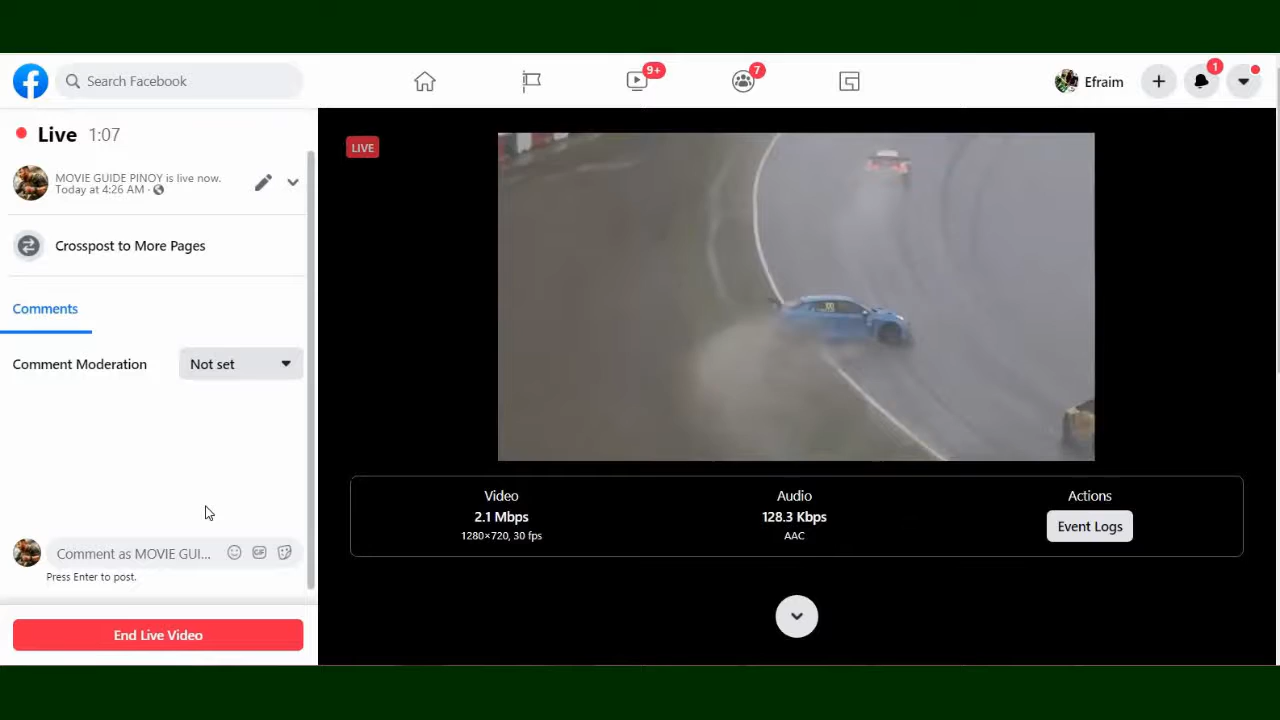 Search Facebook
9+
7
Efraim
1
Live 1:07
MOVIE GUIDE PINOY is live now.
Today at 4:26 AM ·
Crosspost to More Pages
Comments
Comment Moderation
Not set
Comment as MOVIE GUI...
Press Enter to post.
End Live Video
LIVE
Video
2.1 Mbps
1280×720, 30 fps
Audio
128.3 Kbps
AAC
Actions
Event Logs